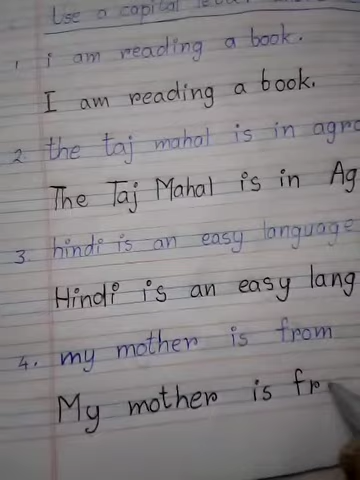 Use a capital letter
1. i am reading a book.
I am reading a book.
2. the taj mahal is in agra
The Taj Mahal is in Ag
3. hindi is an easy language
Hindi is an easy lang
4. my mother is from
My mother is fr